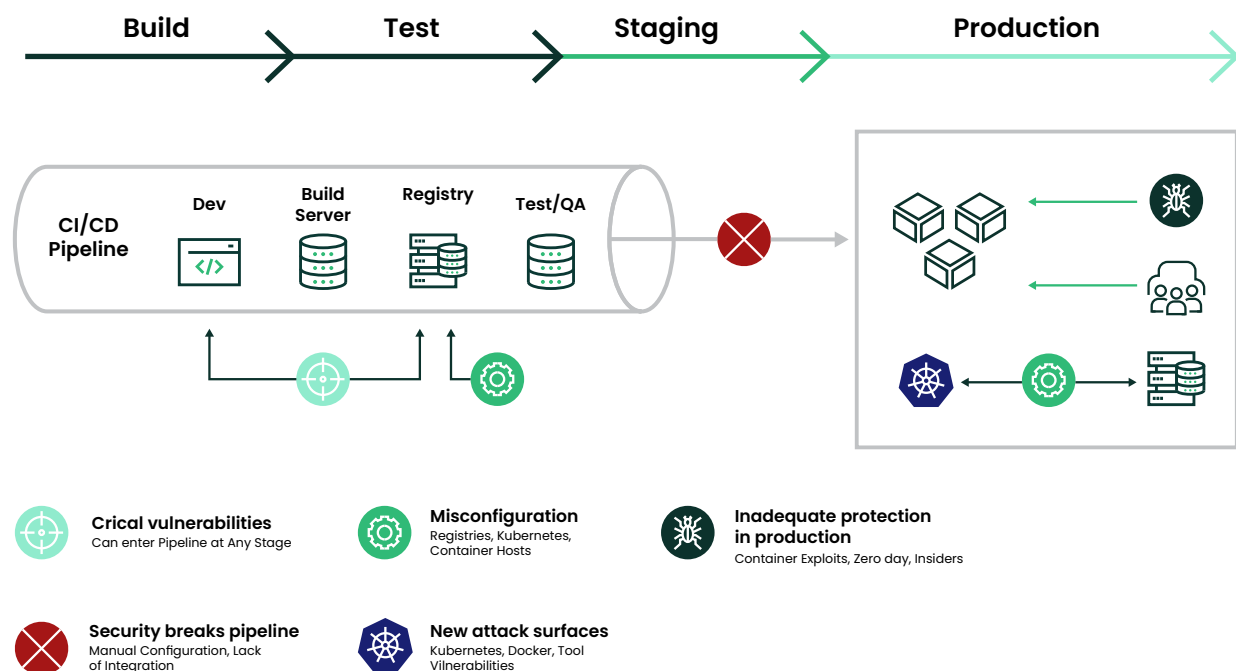 Build
Test
Staging
Production
CI/CD
Pipeline
Dev
Build
Server
Registry
Test/QA
</>
Crical vulnerabilities
Can enter Pipeline at Any Stage
Misconfiguration
Registries, Kubernetes,
Container Hosts
Inadequate protection
in production
Container Exploits, Zero day, Insiders
Security breaks pipeline
Manual Configuration, Lack
of Integration
New attack surfaces
Kubernetes, Docker, Tool
Vilnerabilities